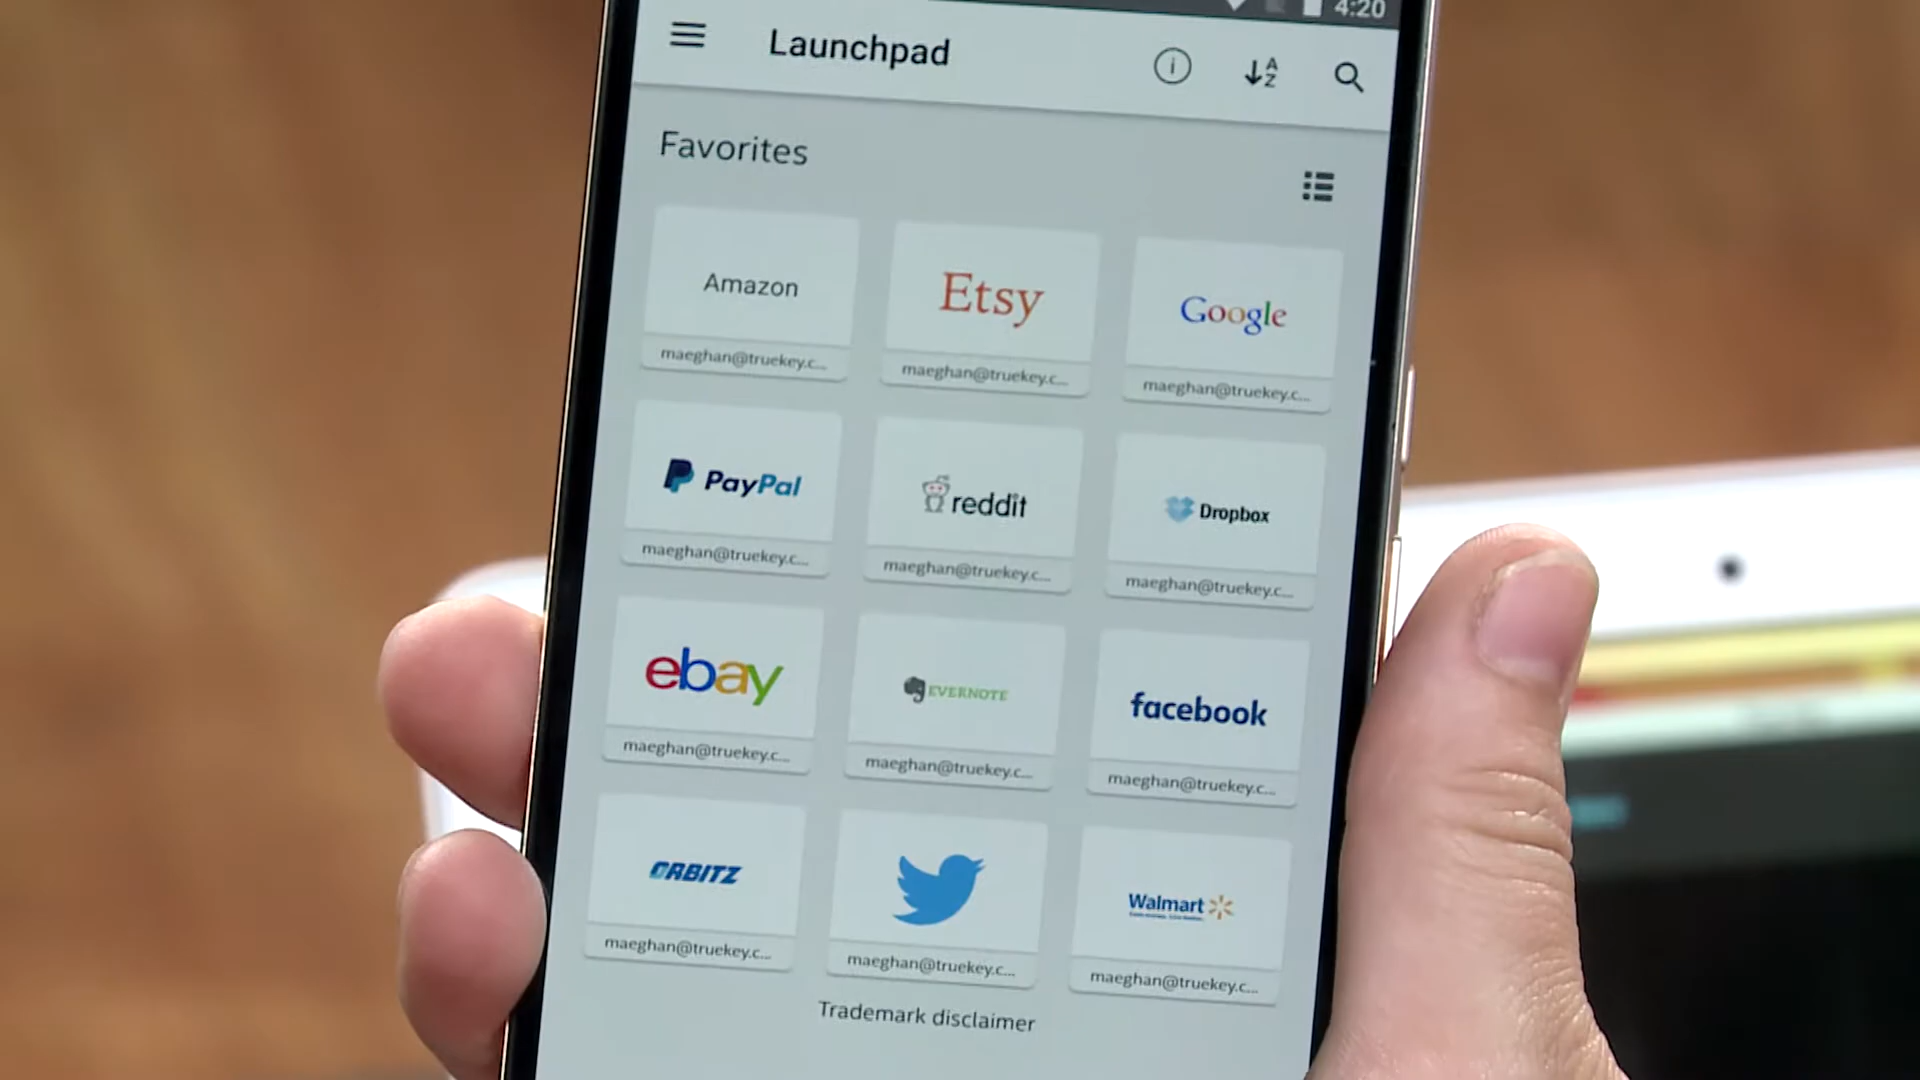 4:20
Launchpad
Favorites
Amazon
Etsy
Google
maeghan@truekey.c...
maeghan@truekey.c...
maeghan@truekey.c...
PayPal
reddit
Dropbox
maeghan@truekey.c...
maeghan@truekey.c...
maeghan@truekey.c...
ebay
EVERNOTE
facebook
maeghan@truekey.c...
maeghan@truekey.c...
maeghan@truekey.c...
ORBITZ
Walmart
maeghan@truekey.c...
maeghan@truekey.c...
maeghan@truekey.c...
Trademark disclaimer